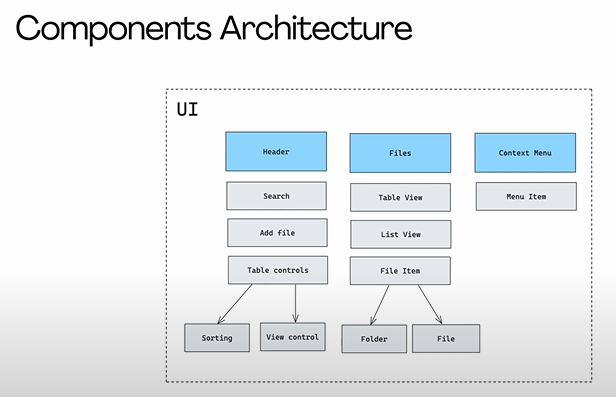 Components Architecture
UI
Header
Files
Context Menu
Search
Table View
Menu Item
Add file
List View
Table controls
File Item
Sorting
View control
Folder
File